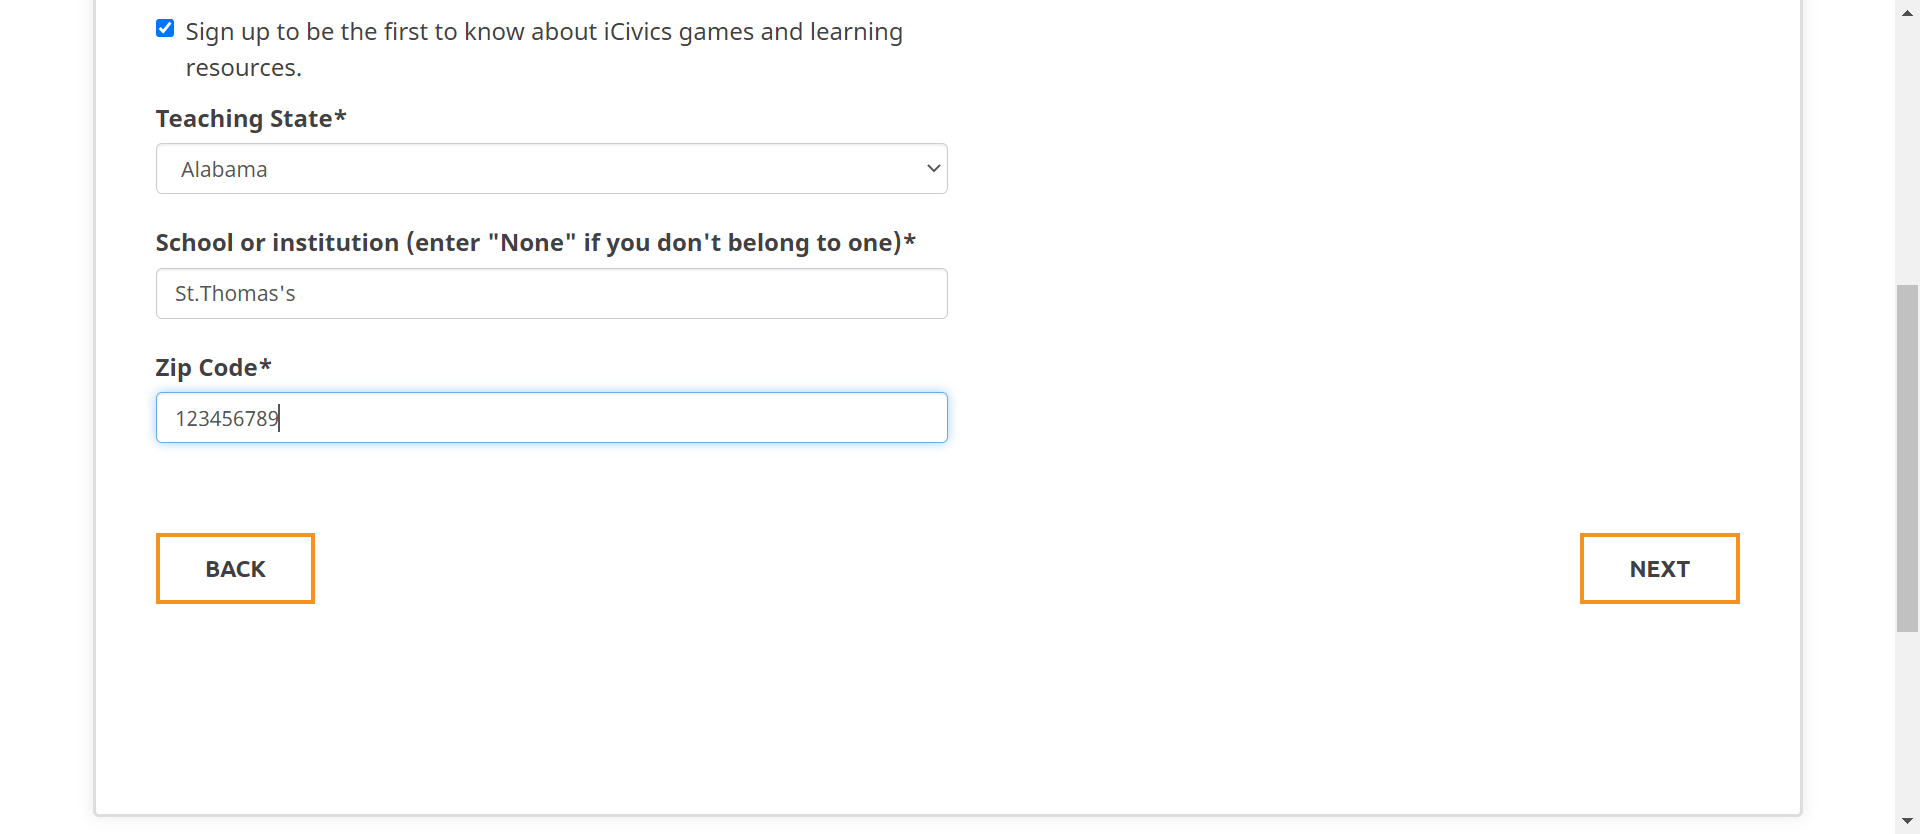 Sign up to be the first to know about iCivics games and learning
resources.
Teaching State*
Alabama
School or institution (enter "None" if you don't belong to one)*
St.Thomas's
Zip Code*
123456789
BACK
NEXT